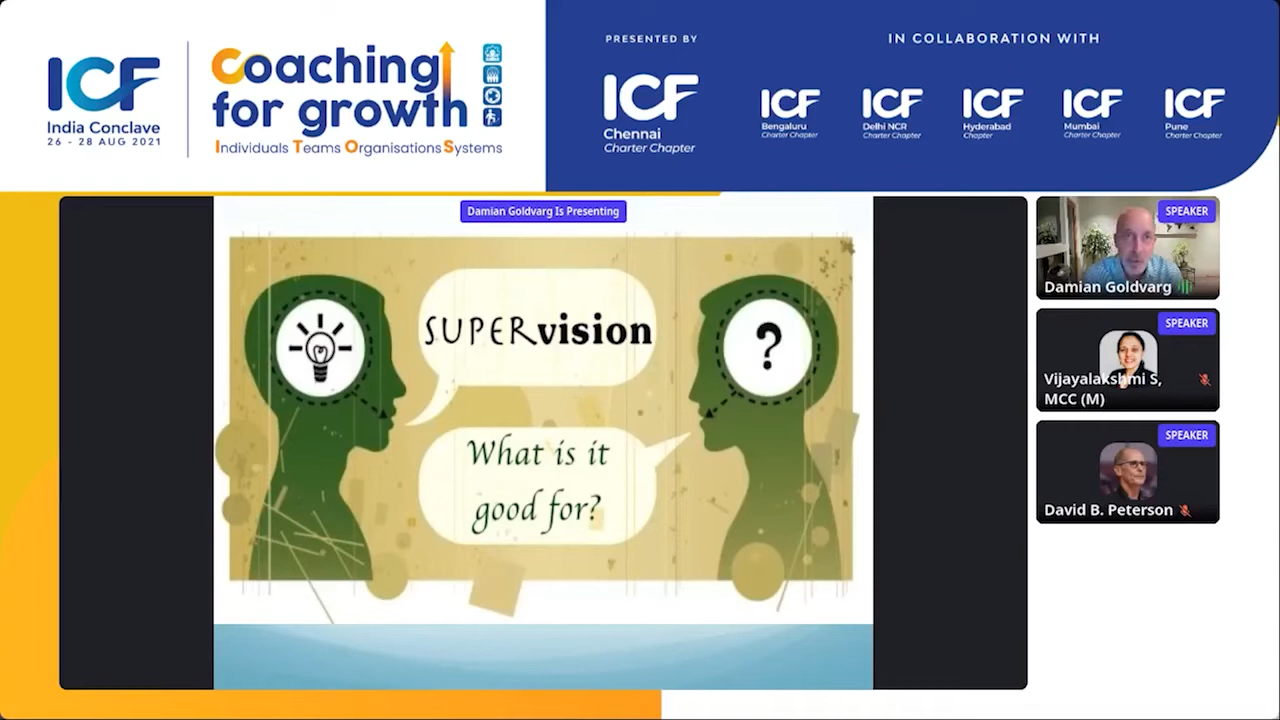 ICF
India Conclave
26 - 28 AUG 2021
Coaching
for growth
Individuals Teams Organisations Systems
PRESENTED BY
ICF
Chennai
Charter Chapter
IN COLLABORATION WITH
ICF
Bengaluru
Charter Chapter
ICF
Delhi NCR
Charter Chapter
ICF
Hyderabad
Chapter
ICF
Mumbai
Charter Chapter
ICF
Pune
Charter Chapter
Damian Goldvarg Is Presenting
SUPERvision
?
What is it
good for?
SPEAKER
Damian Goldvarg
SPEAKER
Vijayalakshmi S,
MCC (M)
SPEAKER
David B. Peterson